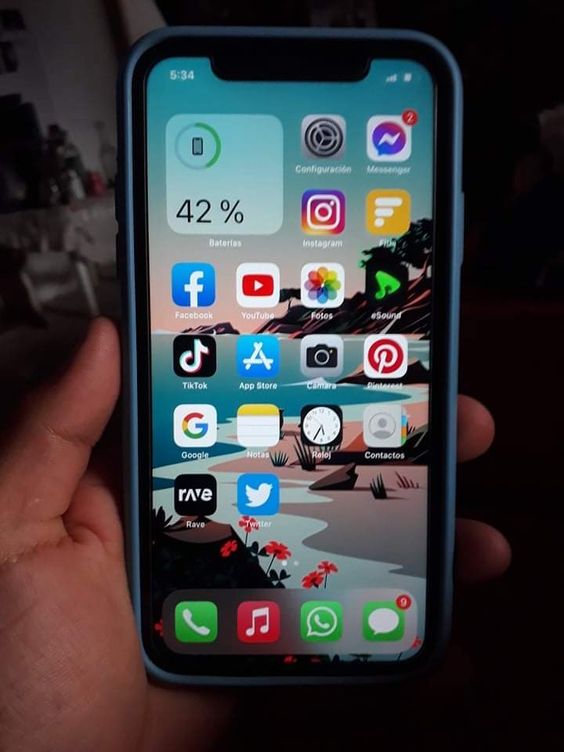 5:34
42 %
Baterías
Configuración
2
Messenger
Instagram
Facebook
YouTube
Fotos
eSound
TikTok
App Store
Cámara
Pinterest
Google
Notas
Reloj
Contactos
rave
Rave
Twitter
9